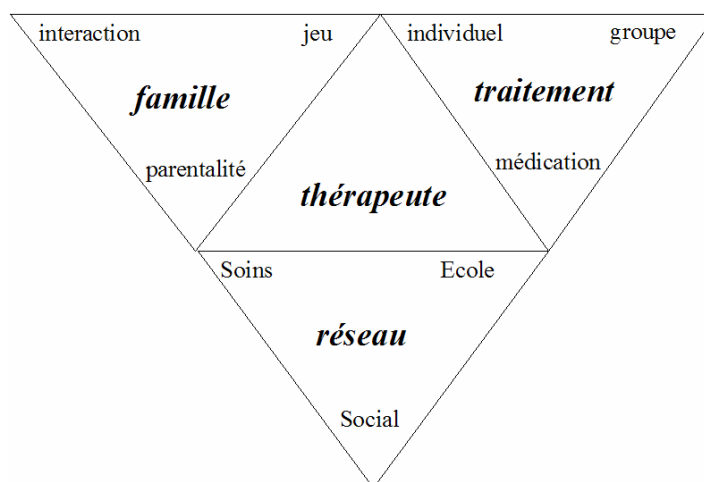 interaction jeu individuel groupe
famille traitement
parentalité médication
thérapeute
Soins Ecole
réseau
Social